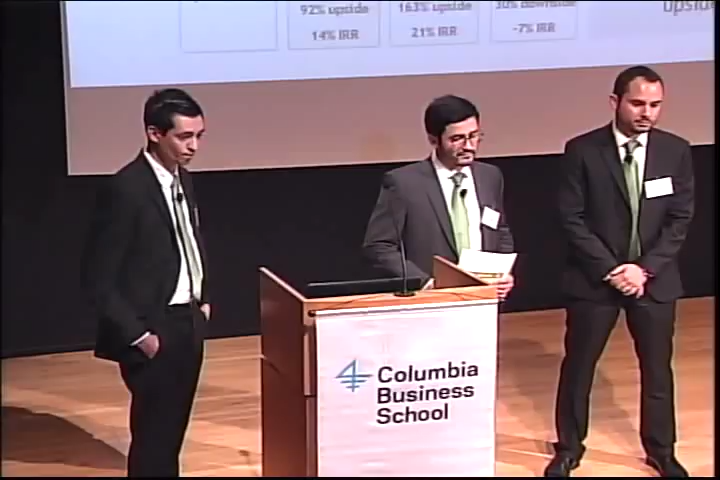 92% upside
14% IRR
163% upside
21% IRR
30% downside
-7% IRR
upside
Columbia
Business
School